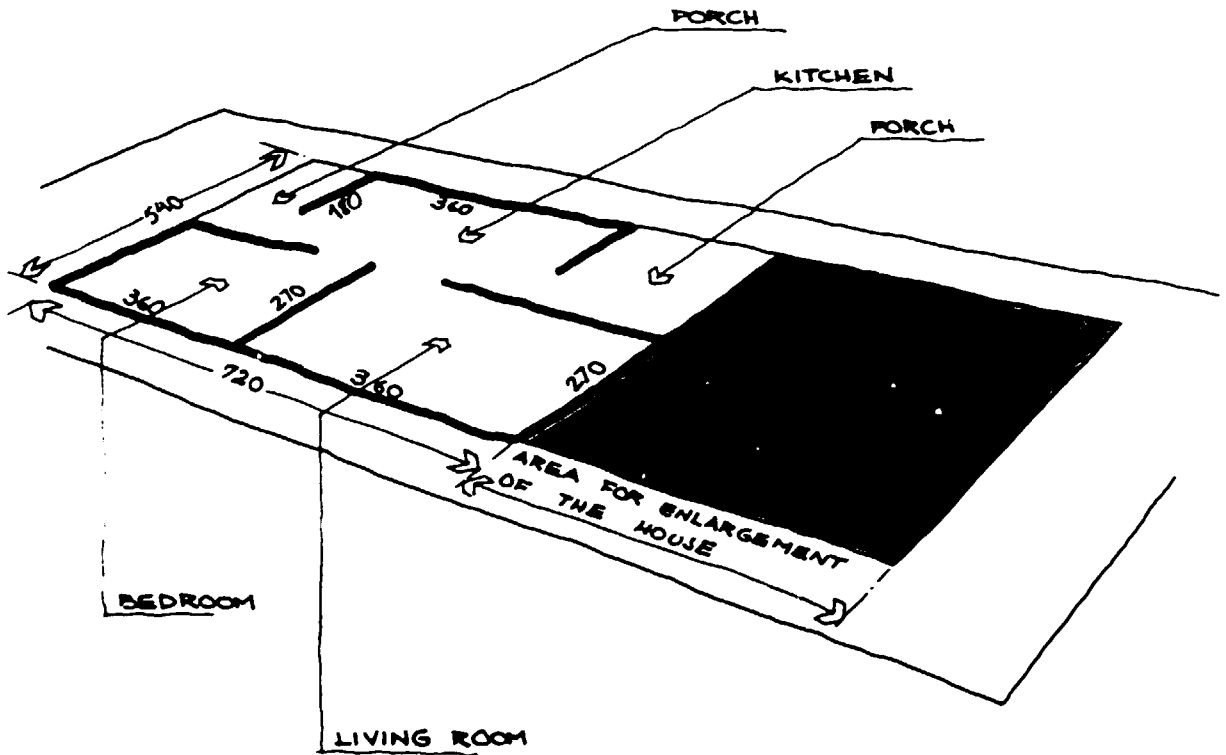 PORCH
KITCHEN
PORCH
540
180
360
360
270
720
360
270
AREA FOR ENLARGEMENT
OF THE HOUSE
BEDROOM
LIVING ROOM